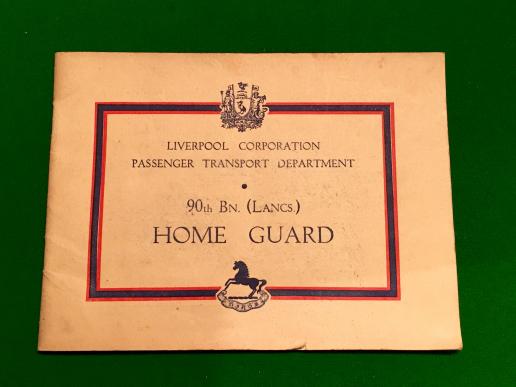 LIVERPOOL CORPORATION
PASSENGER TRANSPORT DEPARTMENT
90th BN. (LANCS.)
HOME GUARD